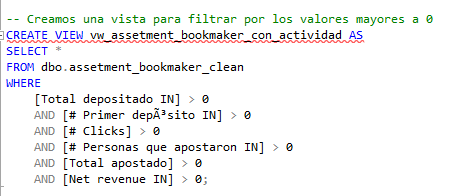 -- Creamos una vista para filtrar por los valores mayores a 0
CREATE VIEW vw_assetment_bookmaker_con_actividad AS
SELECT *
FROM dbo.assetment_bookmaker_clean
WHERE
[Total depositado IN] > 0
AND [# Primer depÃ³sito IN] > 0
AND [# Clicks] > 0
AND [# Personas que apostaron IN] > 0
AND [Total apostado] > 0
AND [Net revenue IN] > 0;